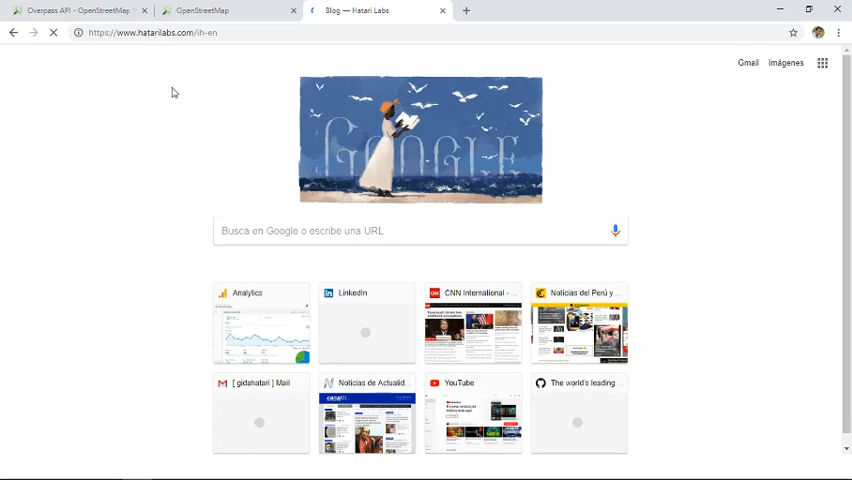 Overpass API - OpenStreetMap
OpenStreetMap
Blog — Hatari Labs
https://www.hatarilabs.com/ih-en
Gmail
Imágenes
GOOGLE
Busca en Google o escribe una URL
Analytics
LinkedIn
CNN International - ...
Noticias del Perú y ...
[ gidahatari ] Mail
Noticias de Actualid...
YouTube
The world's leading ...